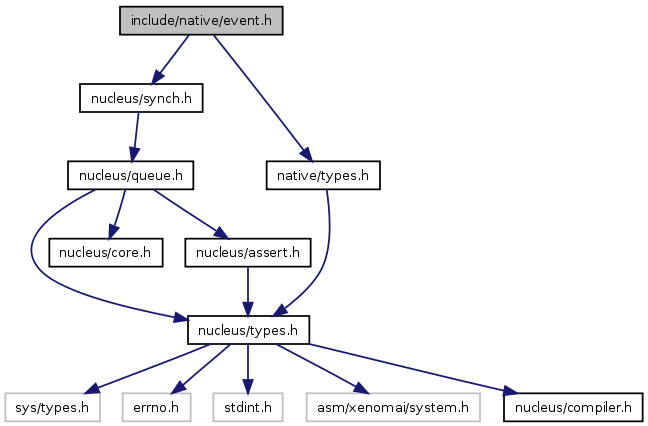 include/native/event.h
nucleus/synch.h
nucleus/queue.h
native/types.h
nucleus/core.h
nucleus/assert.h
nucleus/types.h
sys/types.h
errno.h
stdint.h
asm/xenomai/system.h
nucleus/compiler.h